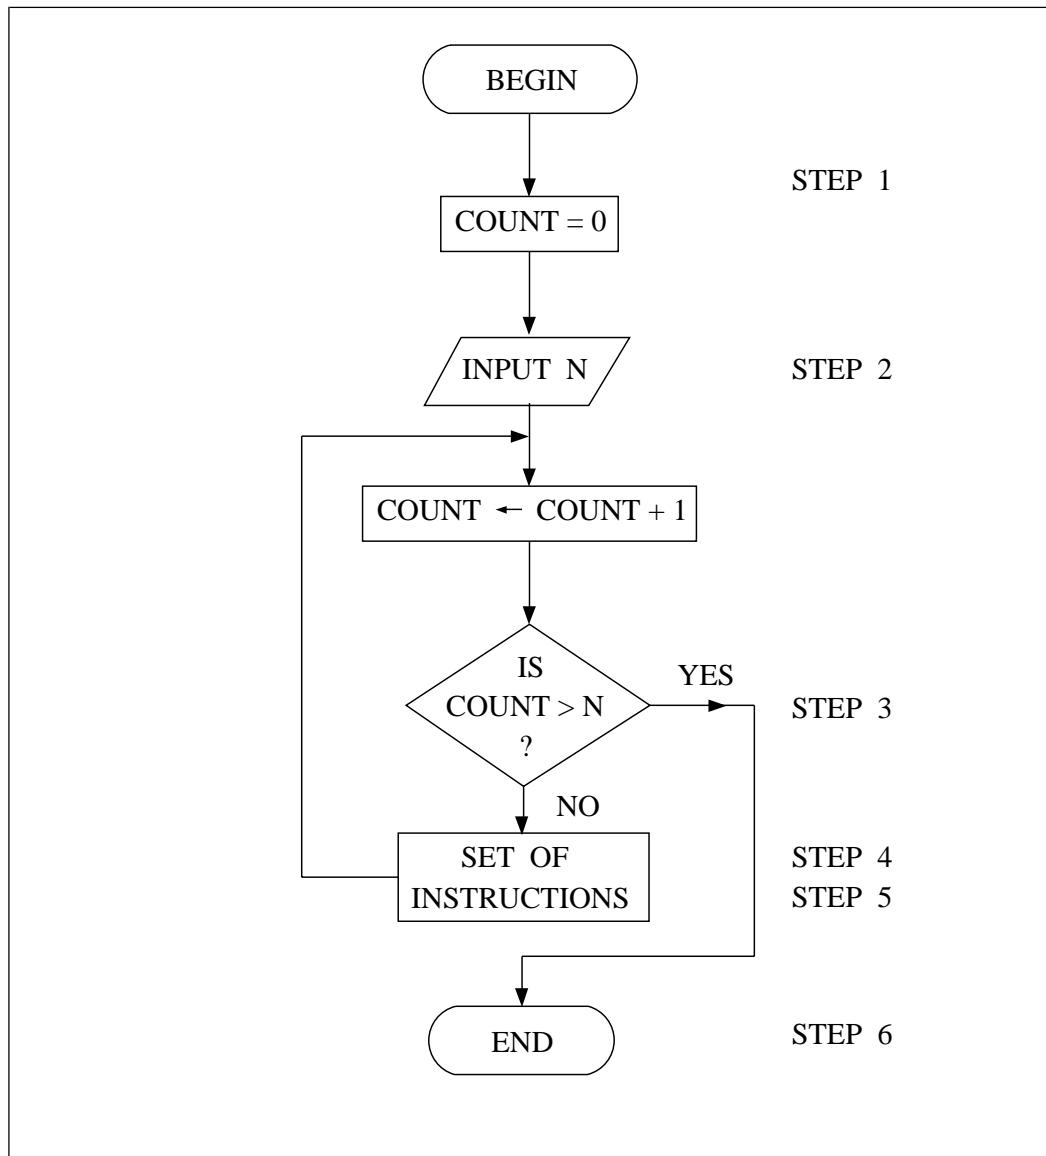 BEGIN
STEP 1
COUNT = 0
INPUT N
STEP 2
COUNT ← COUNT + 1
IS
COUNT > N
?
YES
STEP 3
NO
SET OF
INSTRUCTIONS
STEP 4
STEP 5
END
STEP 6